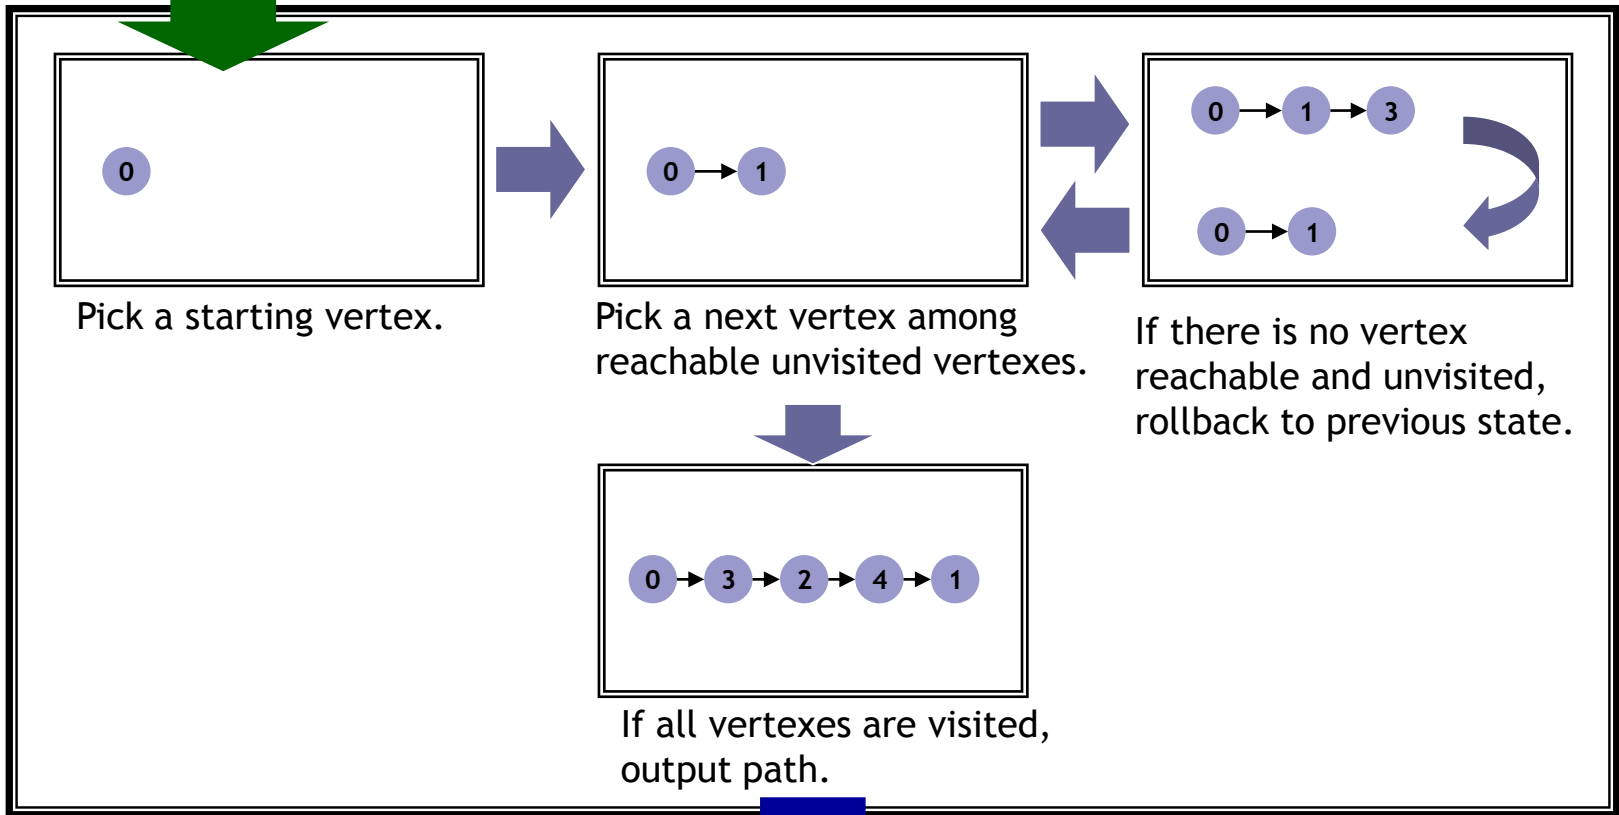 0
Pick a starting vertex.
0 1
Pick a next vertex among
reachable unvisited vertexes.
0 1 3
0 1
If there is no vertex
reachable and unvisited,
rollback to previous state.
0 3 2 4 1
If all vertexes are visited,
output path.